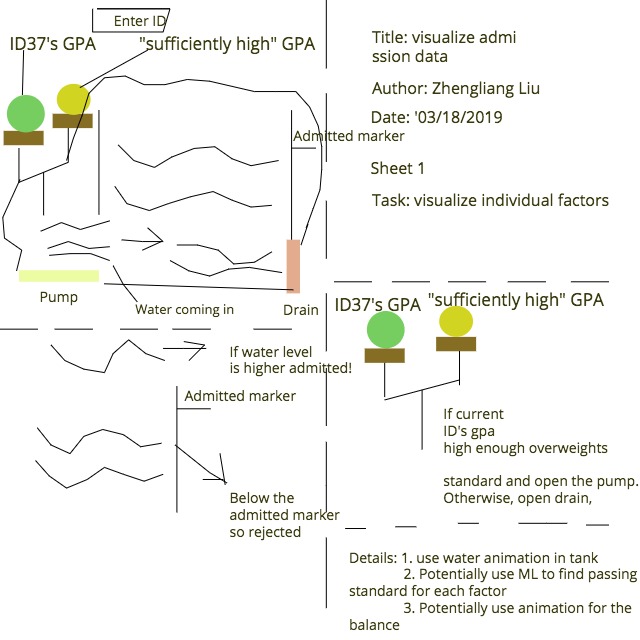 Enter ID
ID37's GPA
"sufficiently high" GPA
Admitted marker
Pump
Water coming in
Drain
Title: visualize admi
ssion data
Author: Zhengliang Liu
Date: '03/18/2019
Sheet 1
Task: visualize individual factors
If water level
is higher admitted!
Admitted marker
Below the
admitted marker
so rejected
ID37's GPA
"sufficiently high" GPA
If current
ID's gpa
high enough overweights
standard and open the pump.
Otherwise, open drain,
Details: 1. use water animation in tank
2. Potentially use ML to find passing
standard for each factor
3. Potentially use animation for the
balance